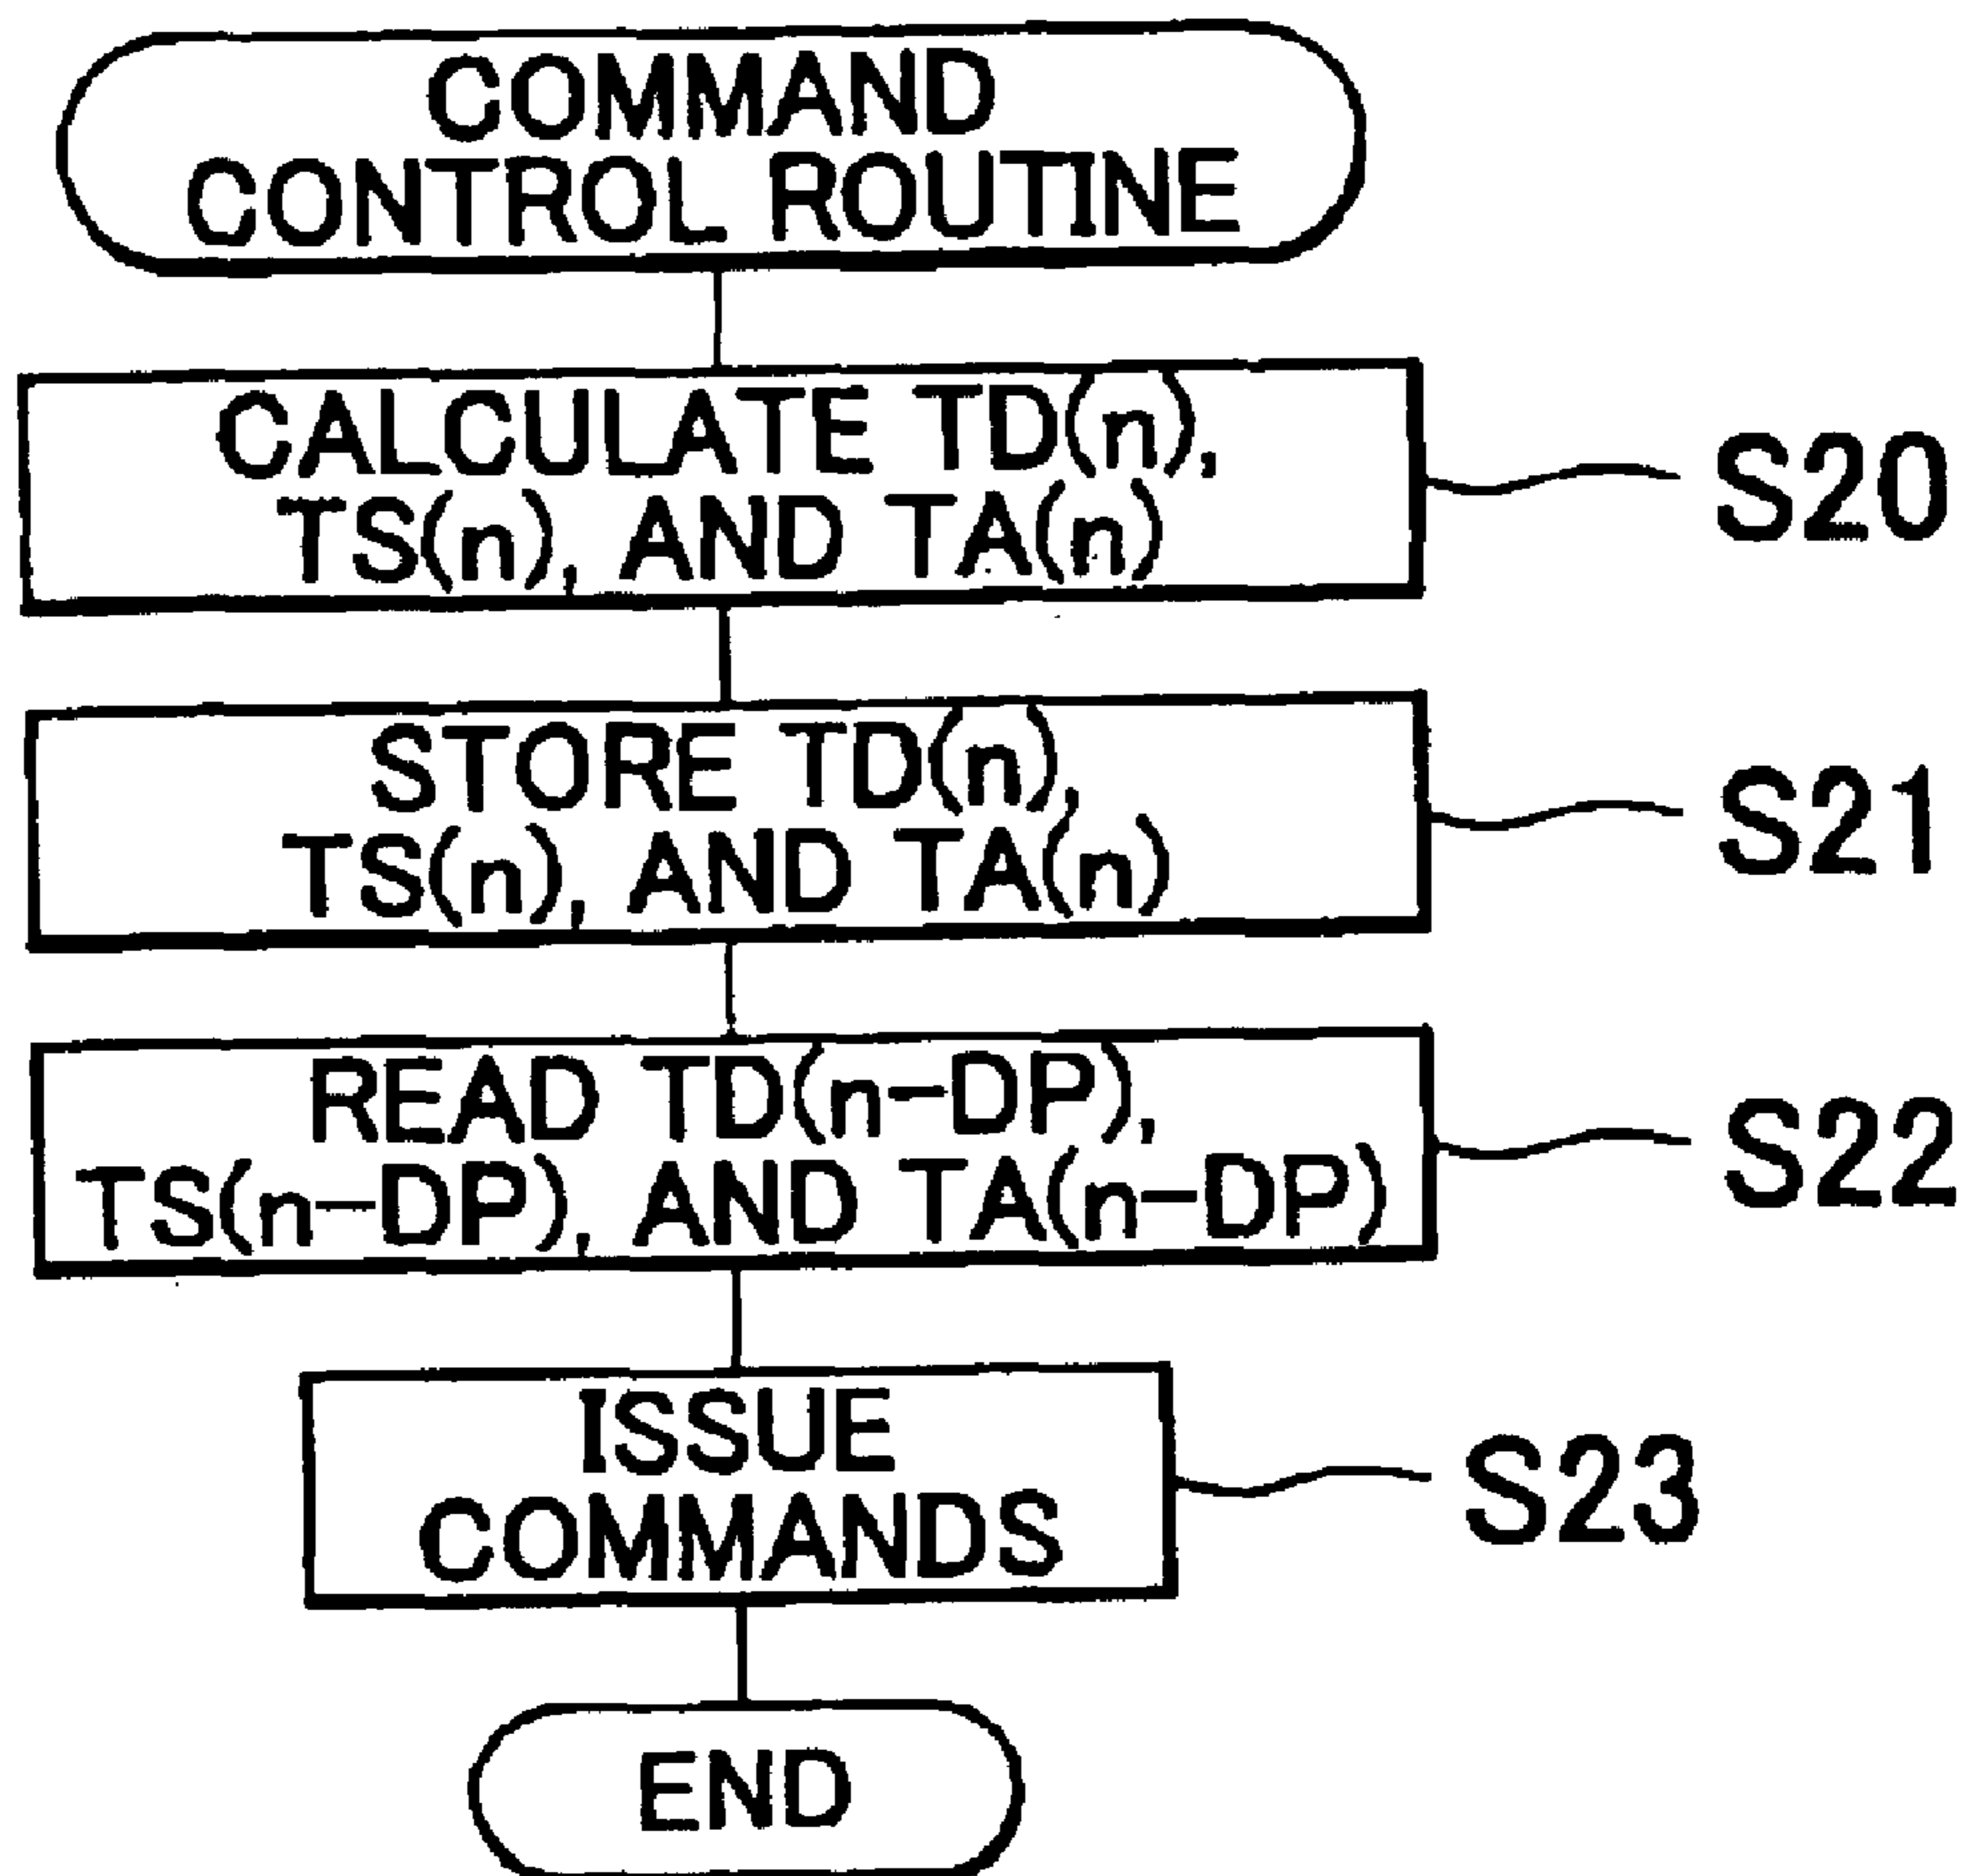 COMMAND
CONTROL ROUTINE
CALCULATE TD(n),
TS(n), AND TA(n)
S20
STORE TD(n),
TS(n), AND TA(n)
S21
READ TD(n-DP),
TS(n-DP), AND TA(n-DP)
S22
ISSUE
COMMANDS
S23
END